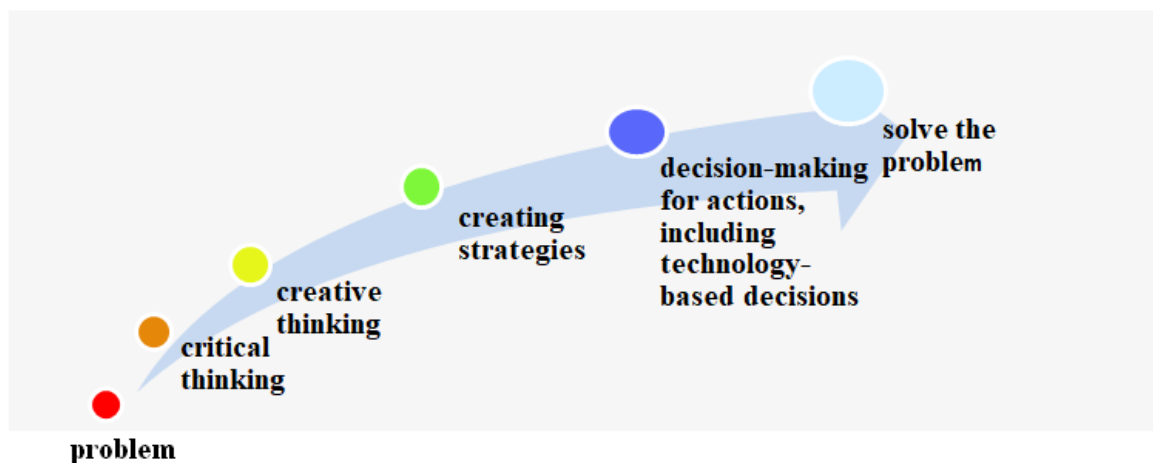 problem
critical
thinking
creative
thinking
creating
strategies
decision-making
for actions,
including
technology-
based decisions
solve the
problem